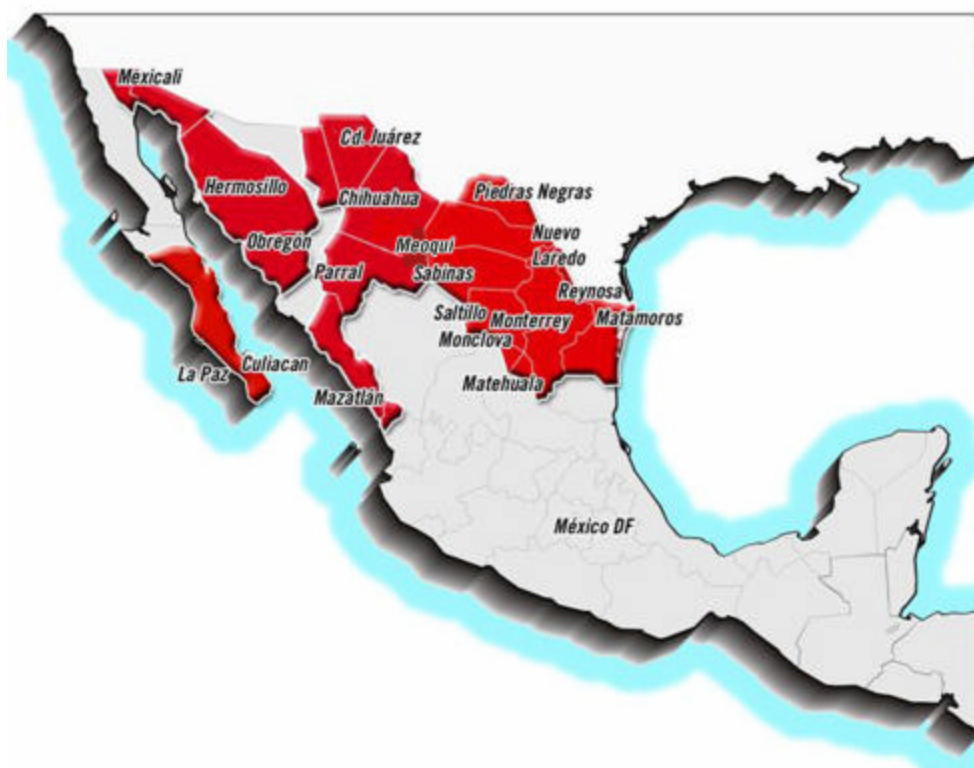 Mexicali
Cd. Juárez
Hermosillo
Chihuahua
Piedras Negras
Obregón
Meoqui
Nuevo
Laredo
Parral
Sabinas
Reynosa
Saltillo
Monterrey
Matamoros
Monclova
La Paz
Culiacan
Mazatlán
Matehuala
México DF